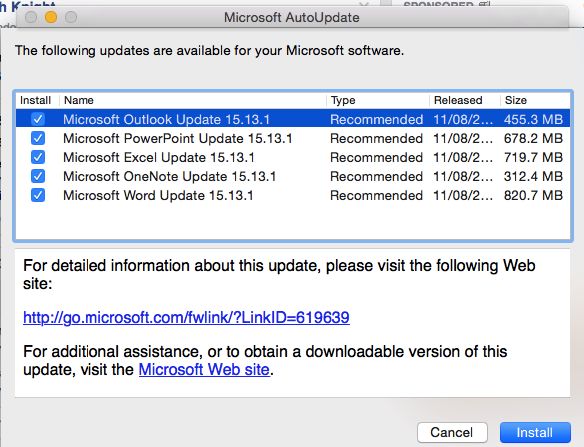 h Knight
SPONSORED
Microsoft AutoUpdate
The following updates are available for your Microsoft software.
Install Name Type Released Size
Microsoft Outlook Update 15.13.1 Recommended 11/08/2... 455.3 MB
Microsoft PowerPoint Update 15.13.1 Recommended 11/08/2... 678.2 MB
Microsoft Excel Update 15.13.1 Recommended 11/08/2... 719.7 MB
Microsoft OneNote Update 15.13.1 Recommended 11/08/2... 312.4 MB
Microsoft Word Update 15.13.1 Recommended 11/08/2... 820.7 MB
For detailed information about this update, please visit the following Web
site:
http://go.microsoft.com/fwlink/?LinkID=619639
For additional assistance, or to obtain a downloadable version of this
update, visit the Microsoft Web site.
Cancel Install